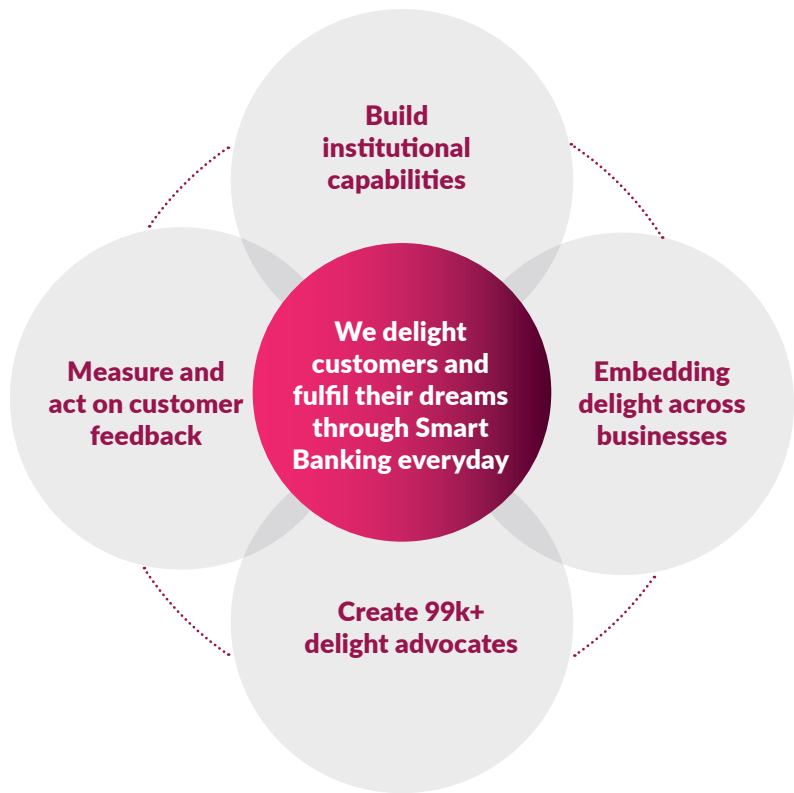 Build
institutional
capabilities
We delight
customers and
fulfil their dreams
through Smart
Banking everyday
Measure and
act on customer
feedback
Embedding
delight across
businesses
Create 99k+
delight advocates